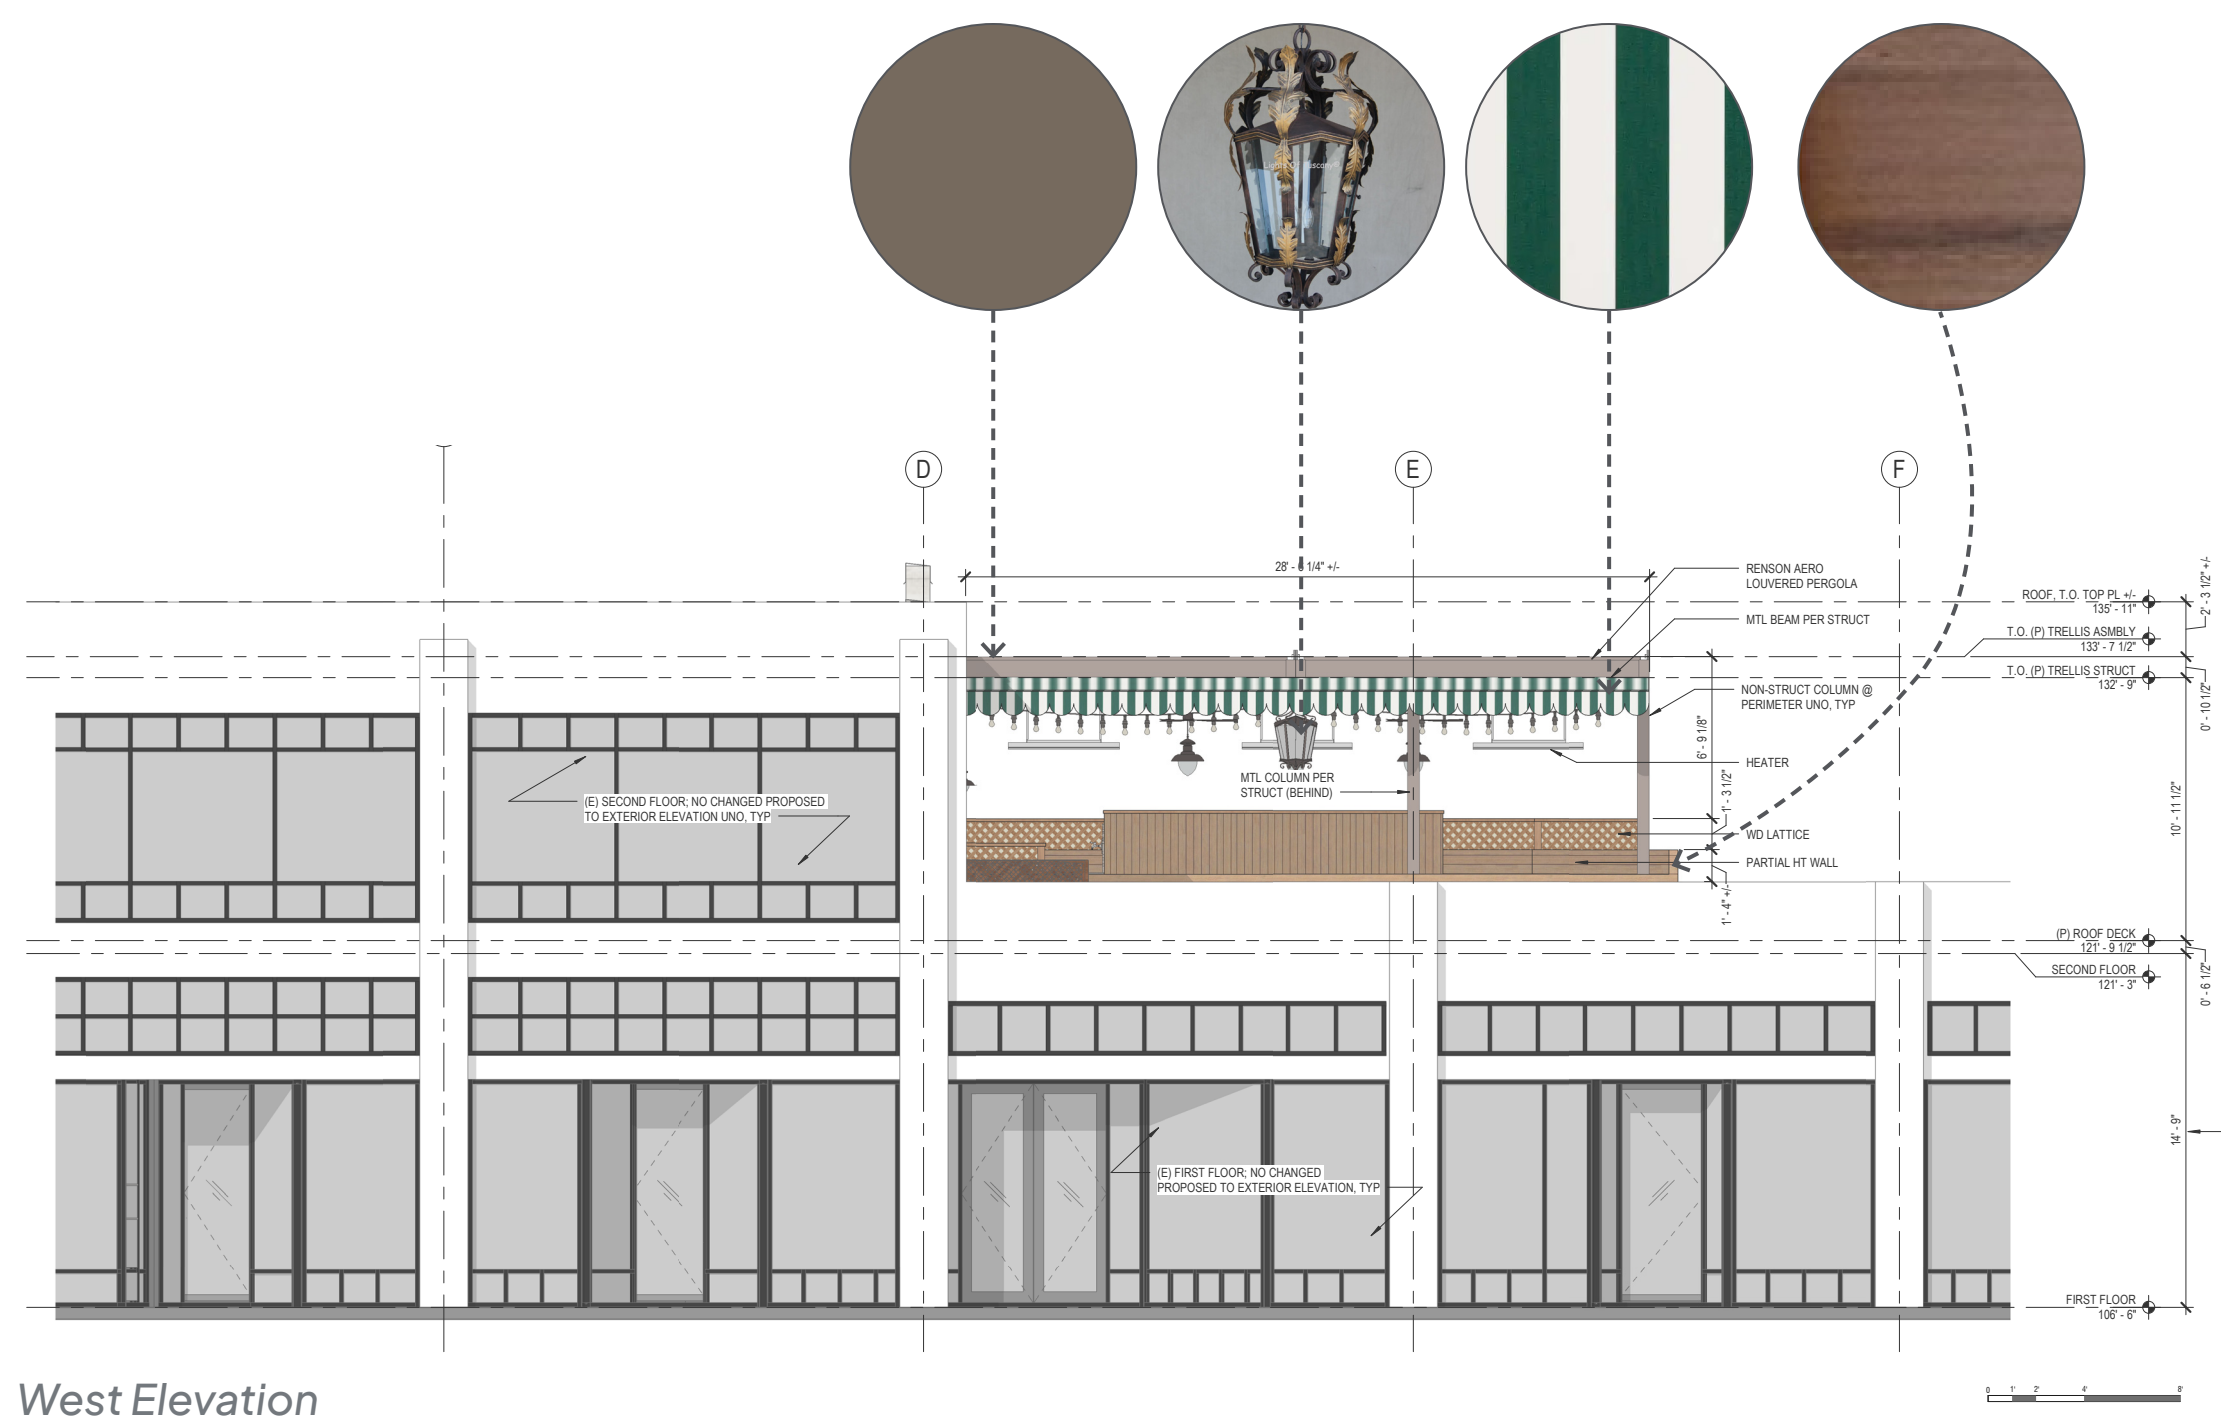 Lights Of Tuscany®
D
E
F
28' - 6 1/4" +/-
RENSON AERO
LOUVERED PERGOLA
MTL BEAM PER STRUCT
NON-STRUCT COLUMN @
PERIMETER UNO, TYP
HEATER
WD LATTICE
PARTIAL HT WALL
MTL COLUMN PER
STRUCT (BEHIND)
6' - 9 1/8"
1' - 3 1/2"
1' - 4" +/-
ROOF, T.O. TOP PL +/-
135' - 11"
T.O. (P) TRELLIS ASMBLY
133' - 7 1/2"
T.O. (P) TRELLIS STRUCT
132' - 9"
(P) ROOF DECK
121' - 9 1/2"
SECOND FLOOR
121' - 3"
FIRST FLOOR
106' - 6"
2' - 3 1/2" +/-
0' - 10 1/2"
10' - 11 1/2"
0' - 6 1/2"
14' - 9"
(E) SECOND FLOOR; NO CHANGED PROPOSED
TO EXTERIOR ELEVATION UNO, TYP
(E) FIRST FLOOR; NO CHANGED
PROPOSED TO EXTERIOR ELEVATION, TYP
West Elevation
0 1' 2' 4' 8'